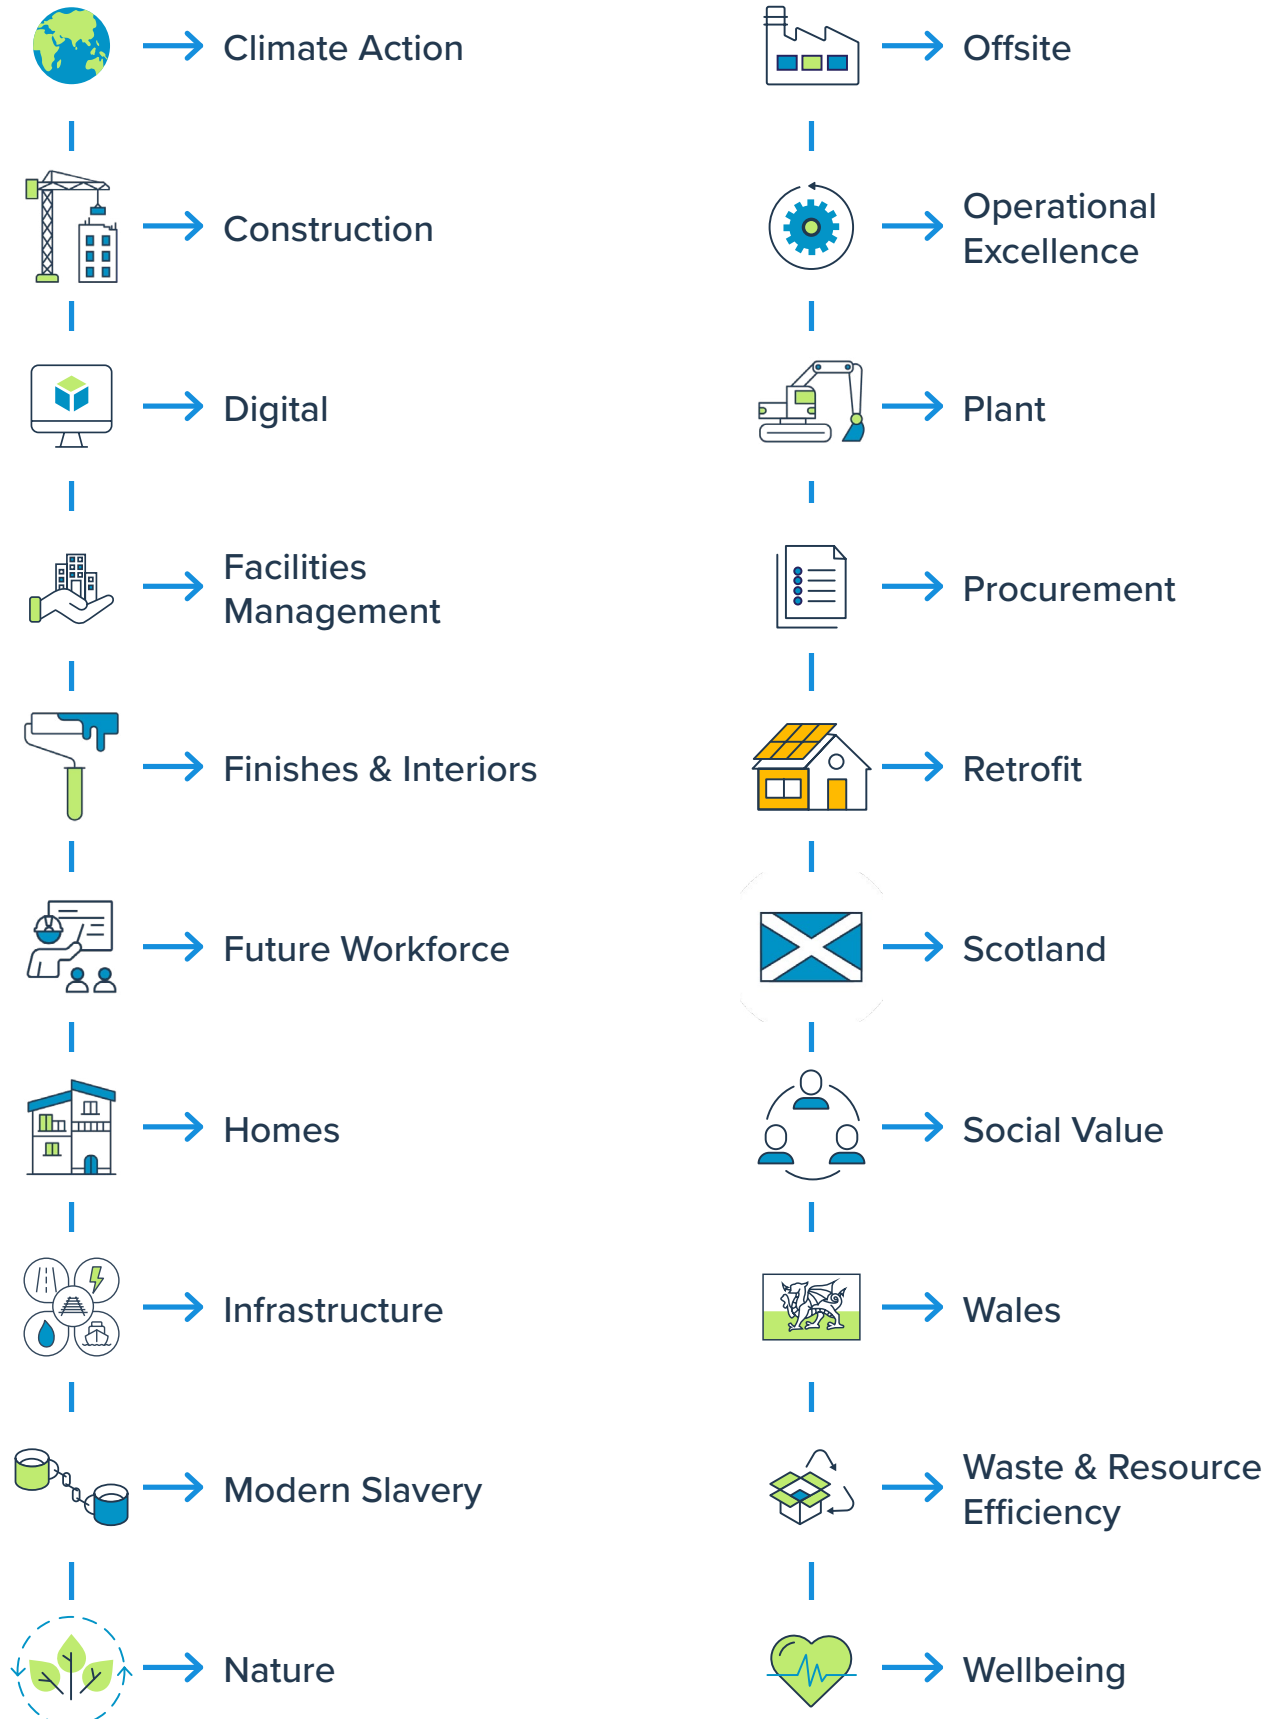 Climate Action
Construction
Digital
Facilities
Management
Finishes & Interiors
Future Workforce
Homes
Infrastructure
Modern Slavery
Nature
Offsite
Operational
Excellence
Plant
Procurement
Retrofit
Scotland
Social Value
Wales
Waste & Resource
Efficiency
Wellbeing